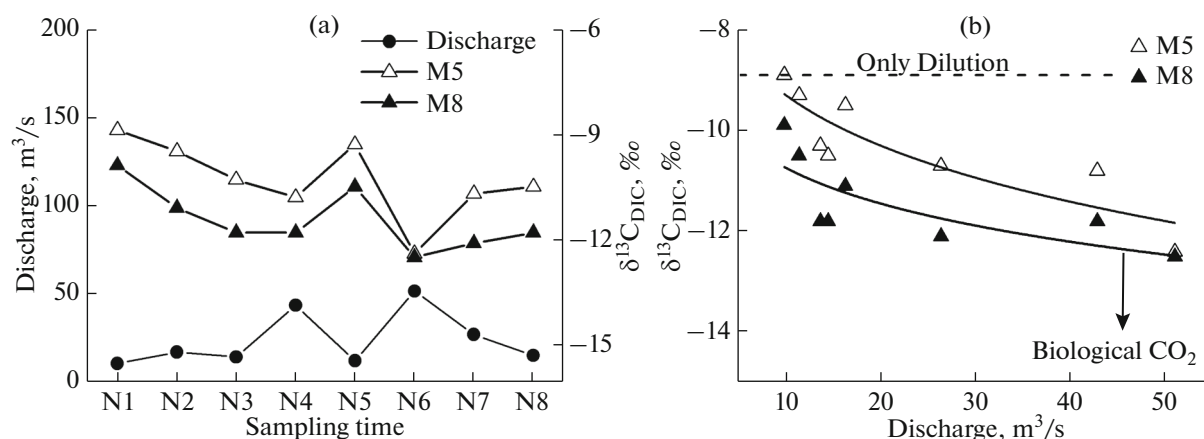 (a)
Discharge
M5
M8
200
150
100
50
0
Discharge, m³/s
−6
−9
−12
−15
δ¹³C_DIC, ‰
N1 N2 N3 N4 N5 N6 N7 N8
Sampling time
(b)
M5
M8
Only Dilution
Biological CO₂
−8
−10
−12
−14
δ¹³C_DIC, ‰
10 20 30 40 50
Discharge, m³/s